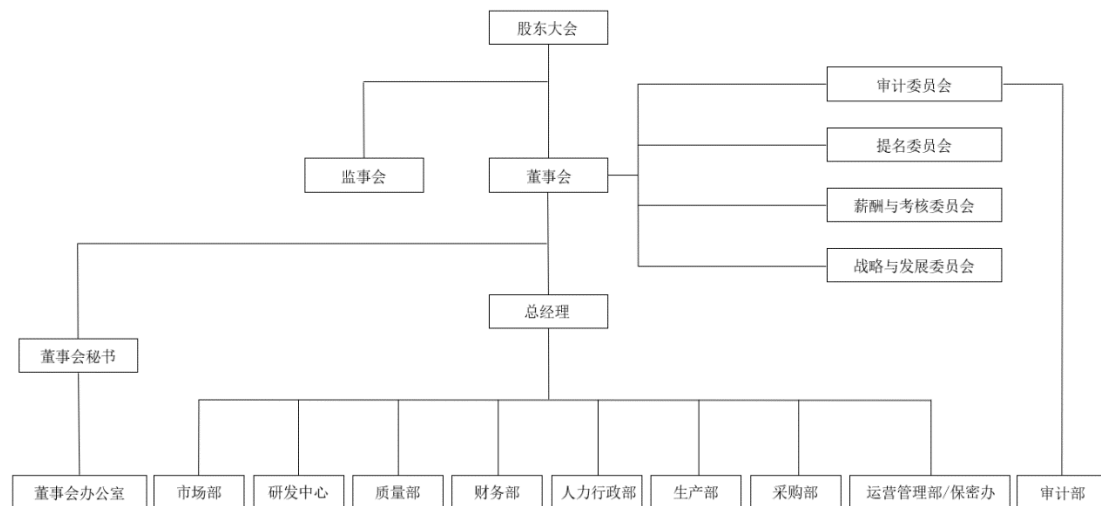 股东大会
审计委员会
提名委员会
监事会
董事会
薪酬与考核委员会
战略与发展委员会
总经理
董事会秘书
董事会办公室
市场部
研发中心
质量部
财务部
人力行政部
生产部
采购部
运营管理部/保密办
审计部